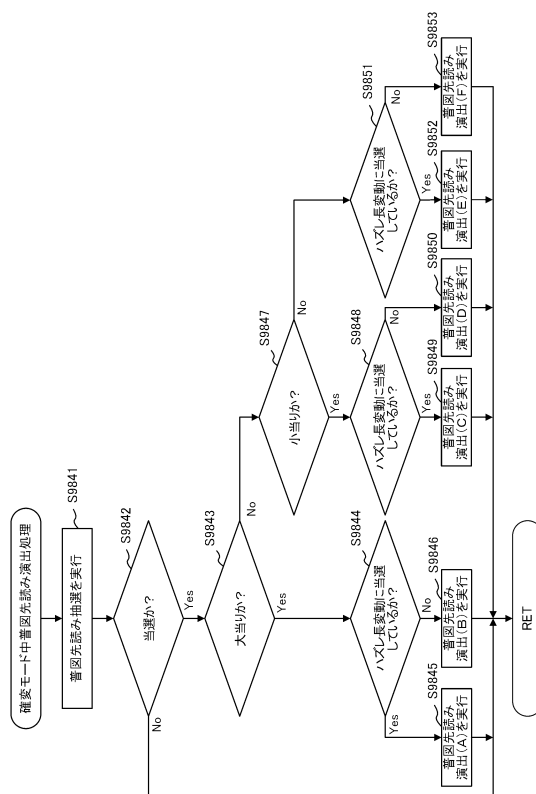 確変モード中普図先読み演出処理
S9841
普図先読み抽選を実行
S9842
当選か?
Yes
No
S9843
大当りか?
Yes
No
S9844
ハズレ長変動に当選
しているか?
Yes
No
S9845
普図先読み
演出(A)を実行
S9846
普図先読み
演出(B)を実行
S9847
小当りか?
Yes
No
S9848
ハズレ長変動に当選
しているか?
Yes
No
S9849
普図先読み
演出(C)を実行
S9850
普図先読み
演出(D)を実行
S9851
ハズレ長変動に当選
しているか?
Yes
No
S9852
普図先読み
演出(E)を実行
S9853
普図先読み
演出(F)を実行
RET